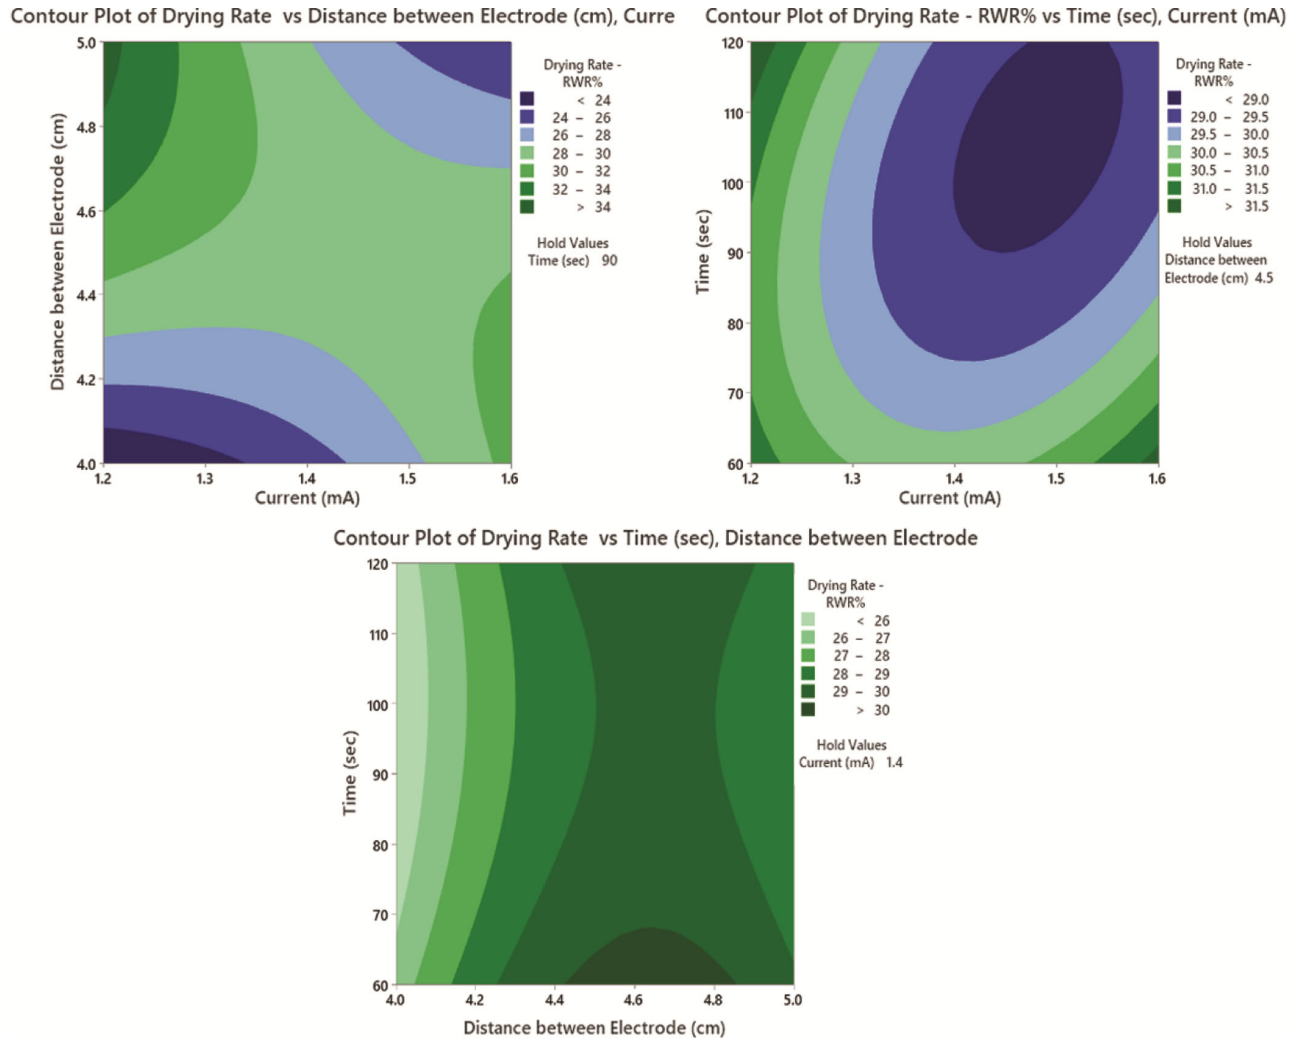 Contour Plot of Drying Rate vs Distance between Electrode (cm), Curre
5.0
4.8
4.6
4.4
4.2
4.0
Distance between Electrode (cm)
1.2 1.3 1.4 1.5 1.6
Current (mA)
Drying Rate -
RWR%
< 24
24 – 26
26 – 28
28 – 30
30 – 32
32 – 34
> 34
Hold Values
Time (sec) 90
Contour Plot of Drying Rate - RWR% vs Time (sec), Current (mA)
120
110
100
90
80
70
60
Time (sec)
1.2 1.3 1.4 1.5 1.6
Current (mA)
Drying Rate -
RWR%
< 29.0
29.0 – 29.5
29.5 – 30.0
30.0 – 30.5
30.5 – 31.0
31.0 – 31.5
> 31.5
Hold Values
Distance between
Electrode (cm) 4.5
Contour Plot of Drying Rate vs Time (sec), Distance between Electrode
120
110
100
90
80
70
60
Time (sec)
4.0 4.2 4.4 4.6 4.8 5.0
Distance between Electrode (cm)
Drying Rate -
RWR%
< 26
26 – 27
27 – 28
28 – 29
29 – 30
> 30
Hold Values
Current (mA) 1.4